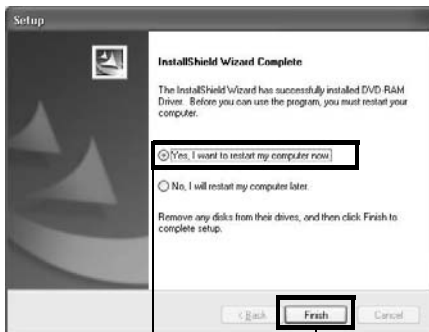 Setup
InstallShield Wizard Complete
The InstallShield Wizard has successfully installed DVD-RAM
Driver. Before you can use the program, you must restart your
computer.
Yes, I want to restart my computer now.
No, I will restart my computer later.
Remove any disks from their drives, and then click Finish to
complete setup.
< Back
Finish
Cancel